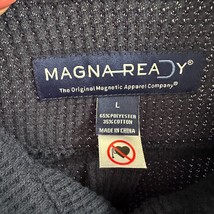 MAGNA READY®
The Original Magnetic Apparel Company®
L
65% POLYESTER
35% COTTON
MADE IN CHINA